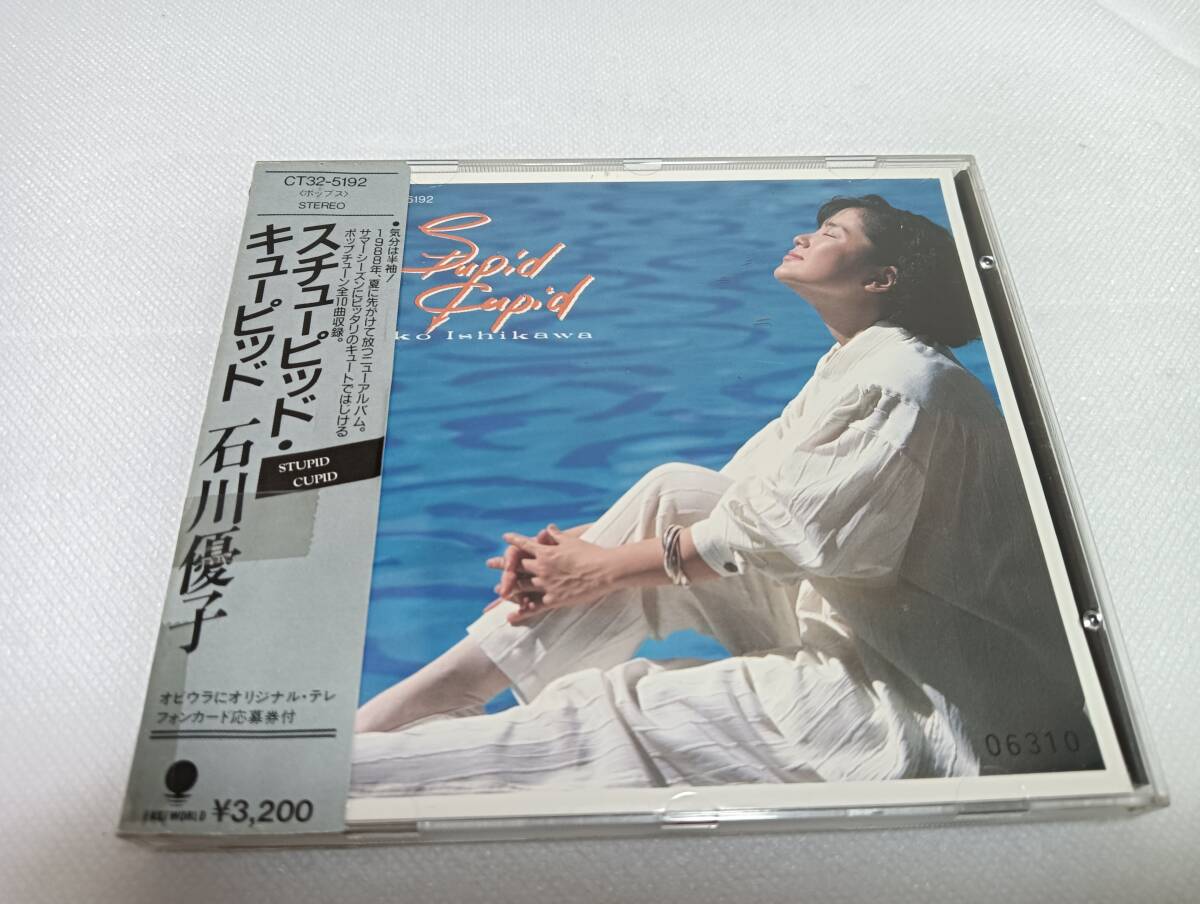 CT32-5192
〈ポップス〉
STEREO
スチューピッド・
キューピッド 石川優子
●気分は半袖!
1988年、夏に先がけて放つニューアルバム。
サマーシーズンにピッタリのキュートではじける
ポップチューン全10曲収録。
STUPID
CUPID
オビウラにオリジナル・テレ
フォンカード応募券付
EAST WORLD ¥3,200
5192
Stupid
Cupid
ko Ishikawa
06310